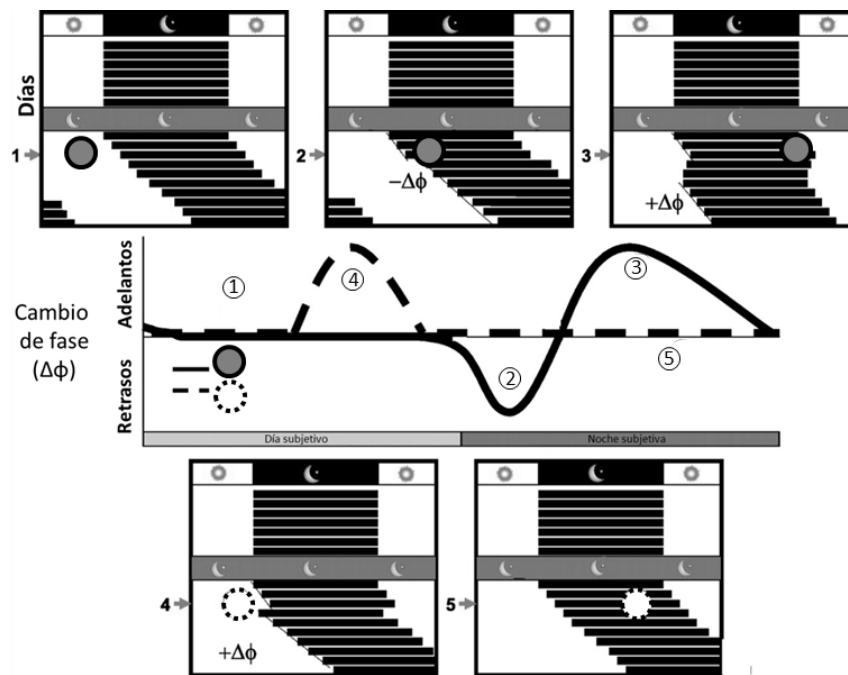 Días
1
2
−Δϕ
3
+Δϕ
Cambio
de fase
(Δϕ)
Adelantos
Retrasos
①
④
③
②
⑤
Día subjetivo
Noche subjetiva
4
+Δϕ
5